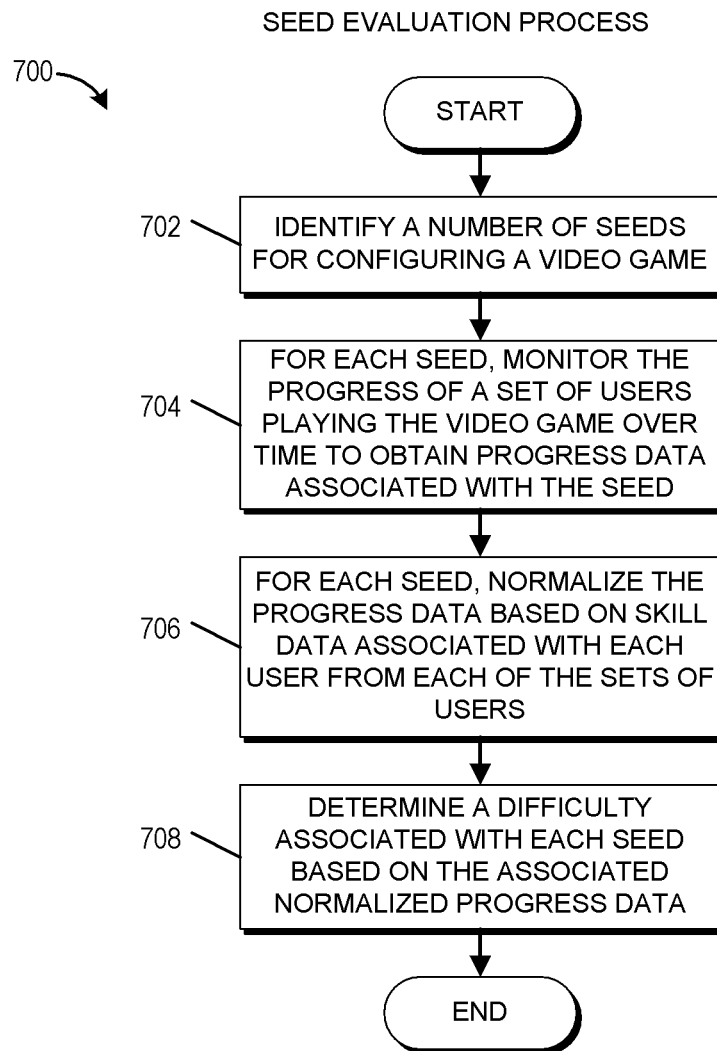 SEED EVALUATION PROCESS
700
START
702
IDENTIFY A NUMBER OF SEEDS
FOR CONFIGURING A VIDEO GAME
704
FOR EACH SEED, MONITOR THE
PROGRESS OF A SET OF USERS
PLAYING THE VIDEO GAME OVER
TIME TO OBTAIN PROGRESS DATA
ASSOCIATED WITH THE SEED
706
FOR EACH SEED, NORMALIZE THE
PROGRESS DATA BASED ON SKILL
DATA ASSOCIATED WITH EACH
USER FROM EACH OF THE SETS OF
USERS
708
DETERMINE A DIFFICULTY
ASSOCIATED WITH EACH SEED
BASED ON THE ASSOCIATED
NORMALIZED PROGRESS DATA
END